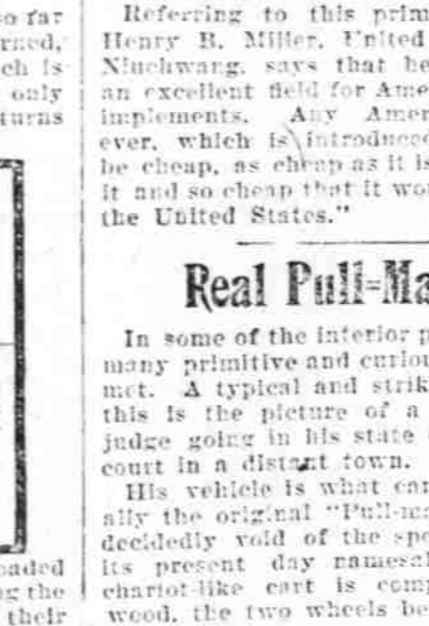 so far
rned,
ch is
only
turns
oaded
ng the
their
Referring to this prim
Henry B. Miller, United
Niuchwang, says that he
an excellent field for Ame
implements. Any Amer
ever, which is introduced
be cheap, as cheap as it is
it and so cheap that it wou
the United States."
Real Pull-Ma
In some of the interior p
many primitive and curiou
met. A typical and strik
this is the picture of a
judge going in his state
court in a distant town.
His vehicle is what can
ally the original "Pull-ma
decidedly void of the spe
its present day namesa
chariot-like cart is comp
wood, the two wheels be